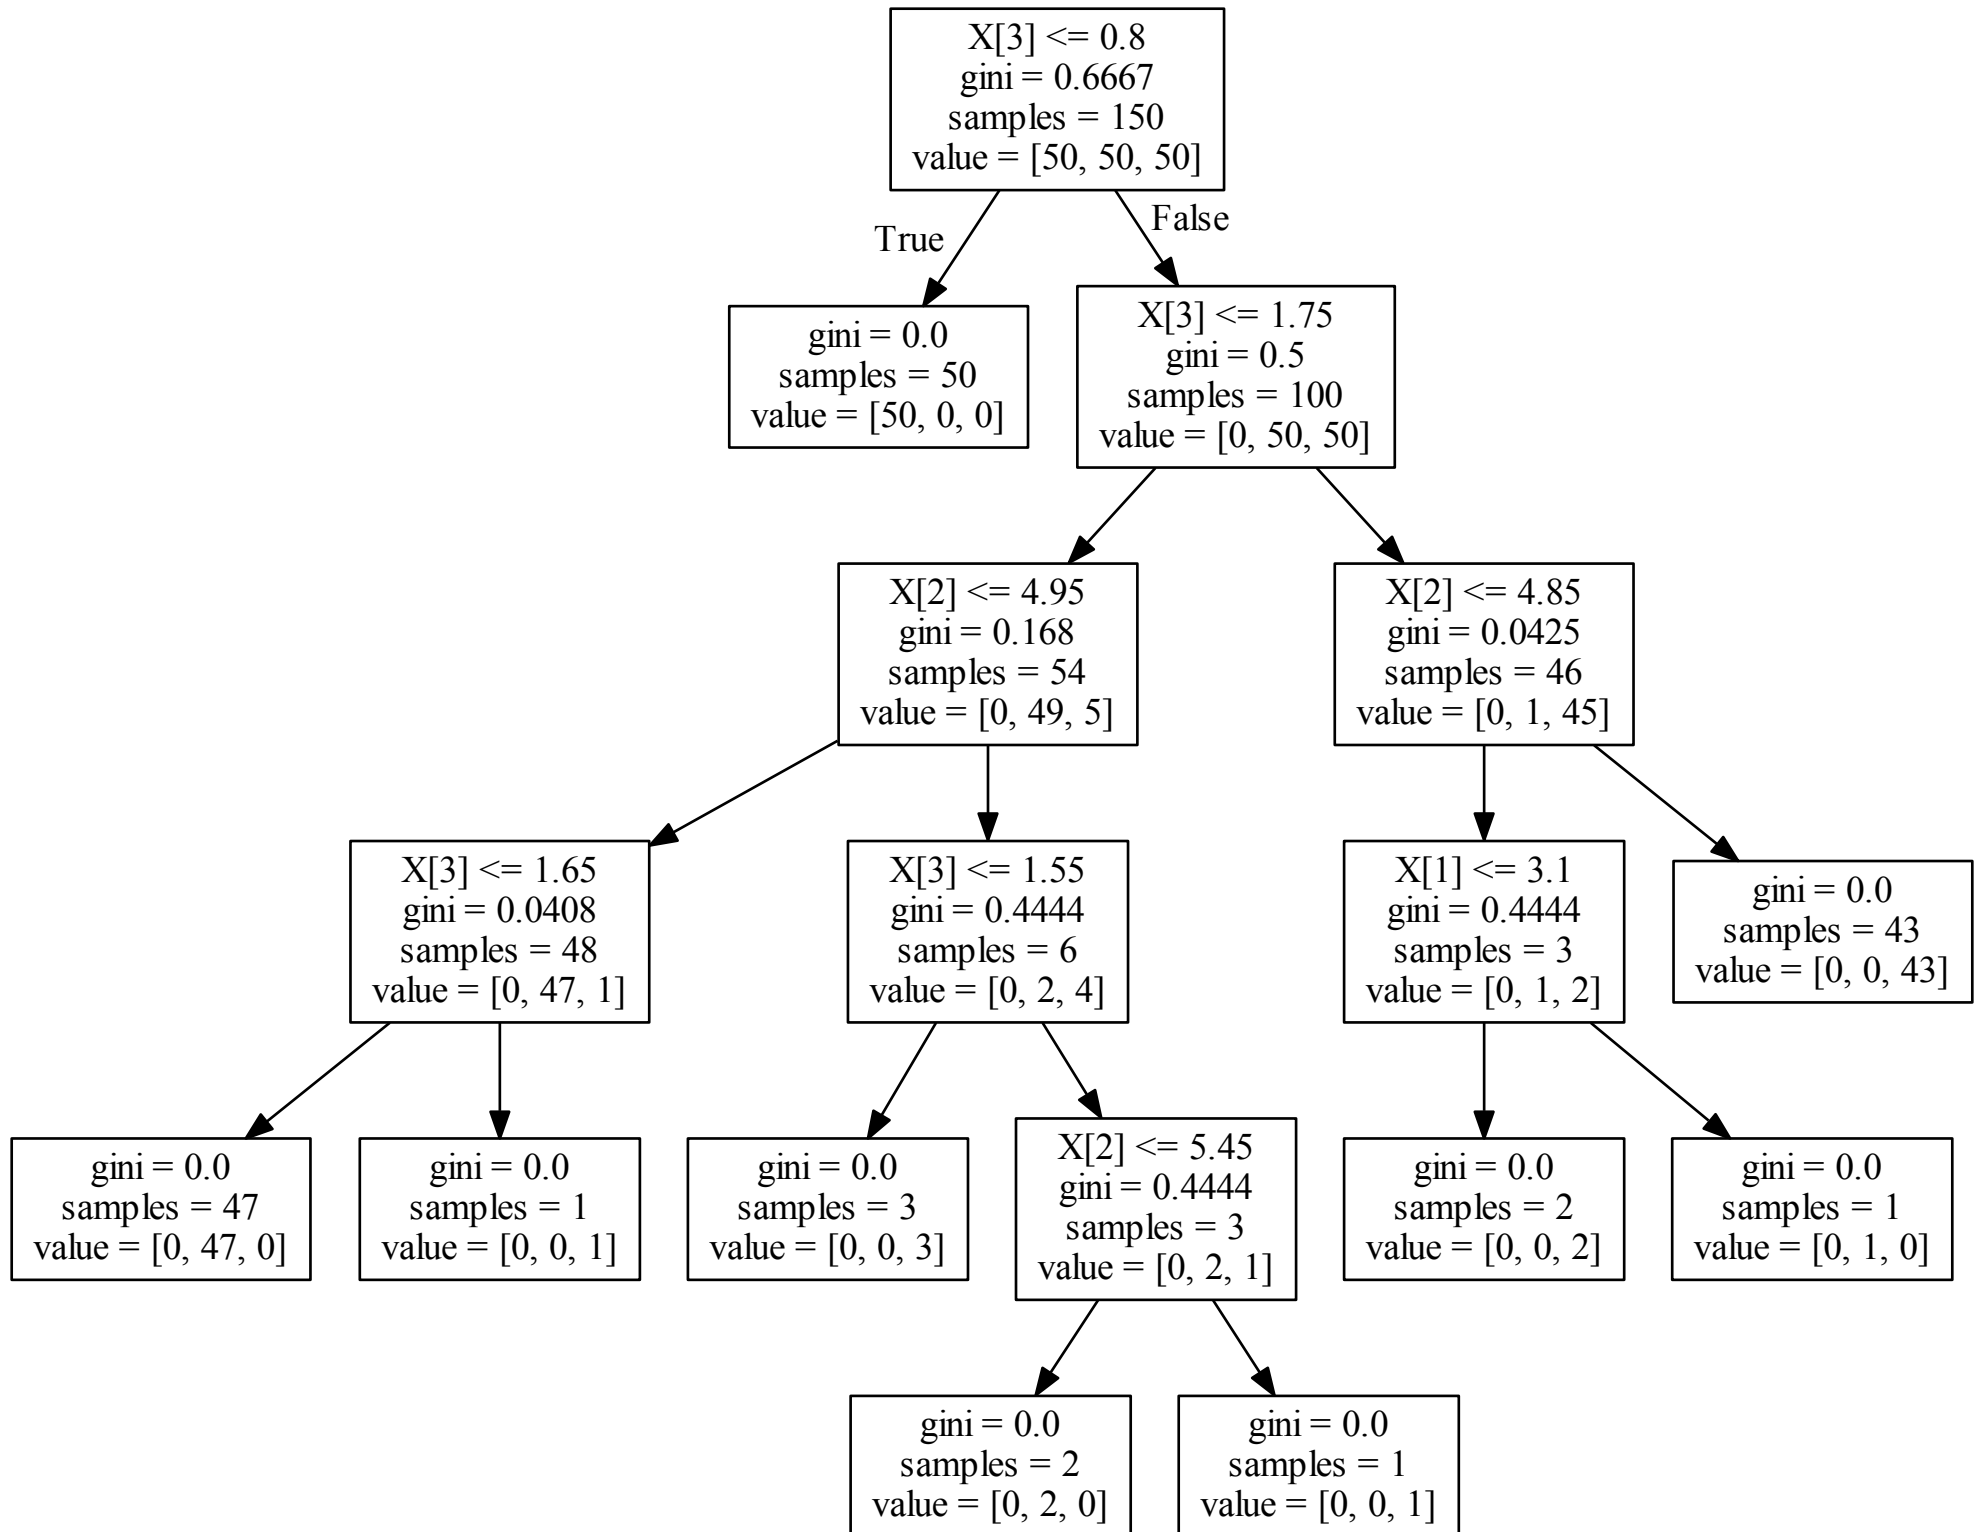 X[3] <= 0.8
gini = 0.6667
samples = 150
value = [50, 50, 50]
True
False
gini = 0.0
samples = 50
value = [50, 0, 0]
X[3] <= 1.75
gini = 0.5
samples = 100
value = [0, 50, 50]
X[2] <= 4.95
gini = 0.168
samples = 54
value = [0, 49, 5]
X[2] <= 4.85
gini = 0.0425
samples = 46
value = [0, 1, 45]
X[3] <= 1.65
gini = 0.0408
samples = 48
value = [0, 47, 1]
X[3] <= 1.55
gini = 0.4444
samples = 6
value = [0, 2, 4]
X[1] <= 3.1
gini = 0.4444
samples = 3
value = [0, 1, 2]
gini = 0.0
samples = 43
value = [0, 0, 43]
gini = 0.0
samples = 47
value = [0, 47, 0]
gini = 0.0
samples = 1
value = [0, 0, 1]
gini = 0.0
samples = 3
value = [0, 0, 3]
X[2] <= 5.45
gini = 0.4444
samples = 3
value = [0, 2, 1]
gini = 0.0
samples = 2
value = [0, 0, 2]
gini = 0.0
samples = 1
value = [0, 1, 0]
gini = 0.0
samples = 2
value = [0, 2, 0]
gini = 0.0
samples = 1
value = [0, 0, 1]